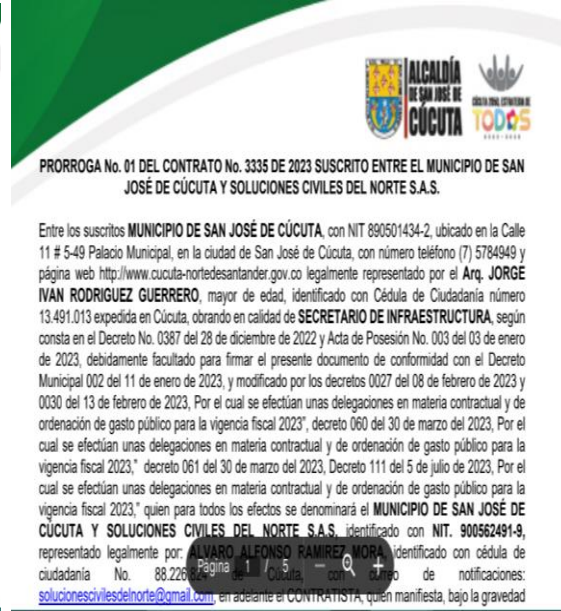 ALCALDÍA
DE SAN JOSÉ DE
CÚCUTA
CÚCUTA 2050, ESTRATEGIA DE
TODOS
PRORROGA No. 01 DEL CONTRATO No. 3335 DE 2023 SUSCRITO ENTRE EL MUNICIPIO DE SAN
JOSÉ DE CÚCUTA Y SOLUCIONES CIVILES DEL NORTE S.A.S.
Entre los suscritos MUNICIPIO DE SAN JOSÉ DE CÚCUTA, con NIT 890501434-2, ubicado en la Calle
11 # 5-49 Palacio Municipal, en la ciudad de San José de Cúcuta, con número teléfono (7) 5784949 y
página web http://www.cucuta-nortedesantander.gov.co legalmente representado por el Arq. JORGE
IVAN RODRIGUEZ GUERRERO, mayor de edad, identificado con Cédula de Ciudadanía número
13.491.013 expedida en Cúcuta, obrando en calidad de SECRETARIO DE INFRAESTRUCTURA, según
consta en el Decreto No. 0387 del 28 de diciembre de 2022 y Acta de Posesión No. 003 del 03 de enero
de 2023, debidamente facultado para firmar el presente documento de conformidad con el Decreto
Municipal 002 del 11 de enero de 2023, y modificado por los decretos 0027 del 08 de febrero de 2023 y
0030 del 13 de febrero de 2023, Por el cual se efectúan unas delegaciones en materia contractual y de
ordenación de gasto público para la vigencia fiscal 2023", decreto 060 del 30 de marzo del 2023, Por el
cual se efectúan unas delegaciones en materia contractual y de ordenación de gasto público para la
vigencia fiscal 2023," decreto 061 del 30 de marzo del 2023, Decreto 111 del 5 de julio de 2023, Por el
cual se efectúan unas delegaciones en materia contractual y de ordenación de gasto público para la
vigencia fiscal 2023," quien para todos los efectos se denominará el MUNICIPIO DE SAN JOSÉ DE
CÚCUTA Y SOLUCIONES CIVILES DEL NORTE S.A.S, identificado con NIT. 900562491-9,
representado legalmente por: ALVARO ALFONSO RAMIREZ MORA, identificado con cédula de
ciudadanía No. 88.226.824 de Cúcuta, con correo de notificaciones:
solucionescivilesdelnorte@gmail.com, en adelante el CONTRATISTA, quien manifiesta, bajo la gravedad
Página 1 / 5